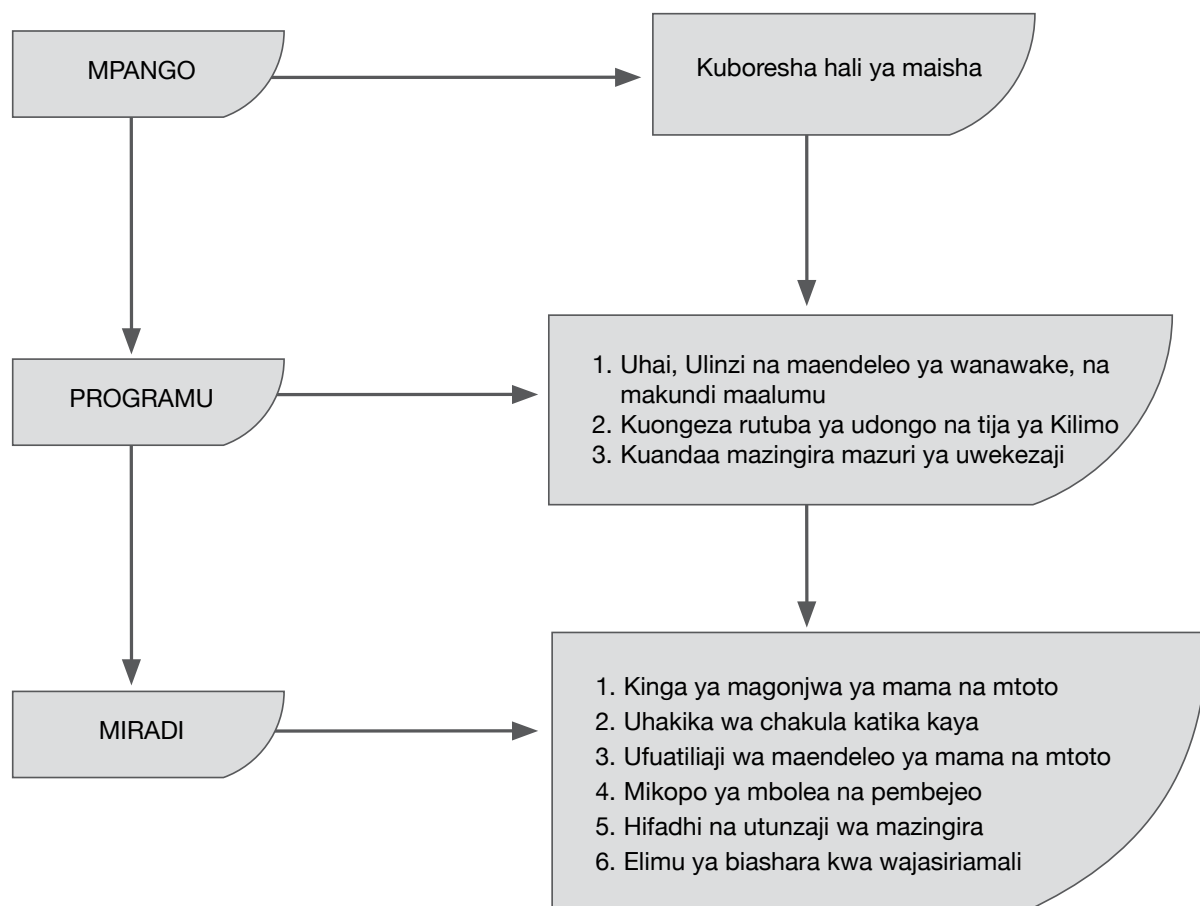 MPANGO
Kuboresha hali ya maisha
PROGRAMU
1. Uhai, Ulinzi na maendeleo ya wanawake, na
makundi maalumu
2. Kuongeza rutuba ya udongo na tija ya Kilimo
3. Kuandaa mazingira mazuri ya uwekezaji
MIRADI
1. Kinga ya magonjwa ya mama na mtoto
2. Uhakika wa chakula katika kaya
3. Ufuatiliaji wa maendeleo ya mama na mtoto
4. Mikopo ya mbolea na pembejeo
5. Hifadhi na utunzaji wa mazingira
6. Elimu ya biashara kwa wajasiriamali